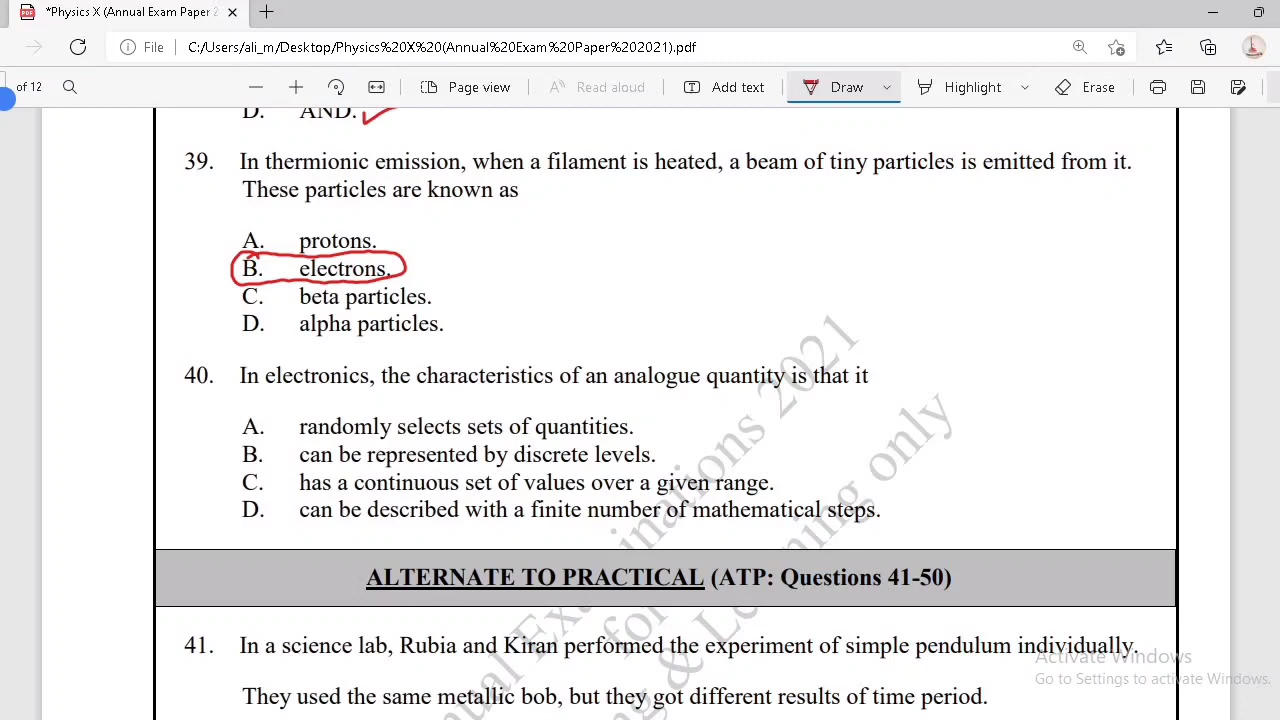 *Physics X (Annual Exam Paper 2
File C:/Users/ali_m/Desktop/Physics%20X%20(Annual%20Exam%20Paper%202021).pdf
of 12 Page view Read aloud Add text Draw Highlight Erase
D. AND.
39. In thermionic emission, when a filament is heated, a beam of tiny particles is emitted from it.
These particles are known as
A. protons.
B. electrons.
C. beta particles.
D. alpha particles.
40. In electronics, the characteristics of an analogue quantity is that it
A. randomly selects sets of quantities.
B. can be represented by discrete levels.
C. has a continuous set of values over a given range.
D. can be described with a finite number of mathematical steps.
ALTERNATE TO PRACTICAL (ATP: Questions 41-50)
41. In a science lab, Rubia and Kiran performed the experiment of simple pendulum individually.
They used the same metallic bob, but they got different results of time period.
Activate Windows
Go to Settings to activate Windows.